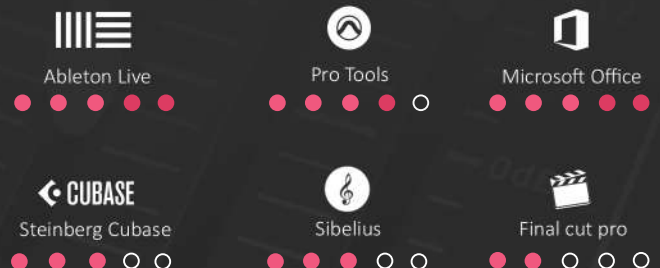 Ableton Live
Pro Tools
Microsoft Office
CUBASE
Steinberg Cubase
Sibelius
Final cut pro